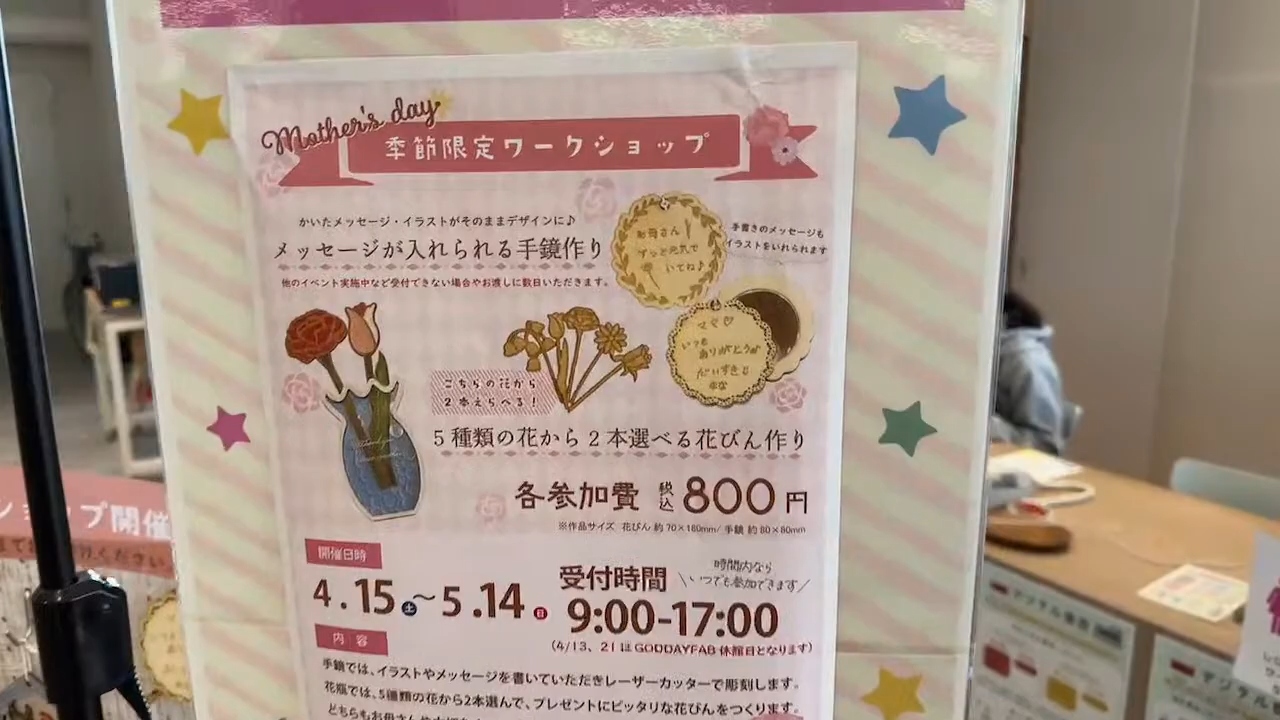 Mother's day
季節限定ワークショップ
かいたメッセージ・イラストがそのままデザインに♪
メッセージが入れられる手鏡作り
他のイベント実施中など受付できない場合やお渡しに数日いただきます。
お母さん
ずっと元気で
いてね♪
手書きのメッセージも
イラストをいれられます
いつも
ありがとう
だいすき
こちらの花から
2本えらべる!
5種類の花から2本選べる花びん作り
各参加費 税込800円
※作品サイズ 花びん 約70×180mm/ 手鏡 約80×80mm
開催日時
4.15土〜5.14日
受付時間
時間内なら
いつでも参加できます
9:00-17:00
(4/13、21はGOODAYFAB休館日となります)
内容
手鏡では、イラストやメッセージを書いていただきレーザーカッターで彫刻します。
花瓶では、5種類の花から2本選んで、プレゼントにピッタリな花びんをつくります。
ショップ開催